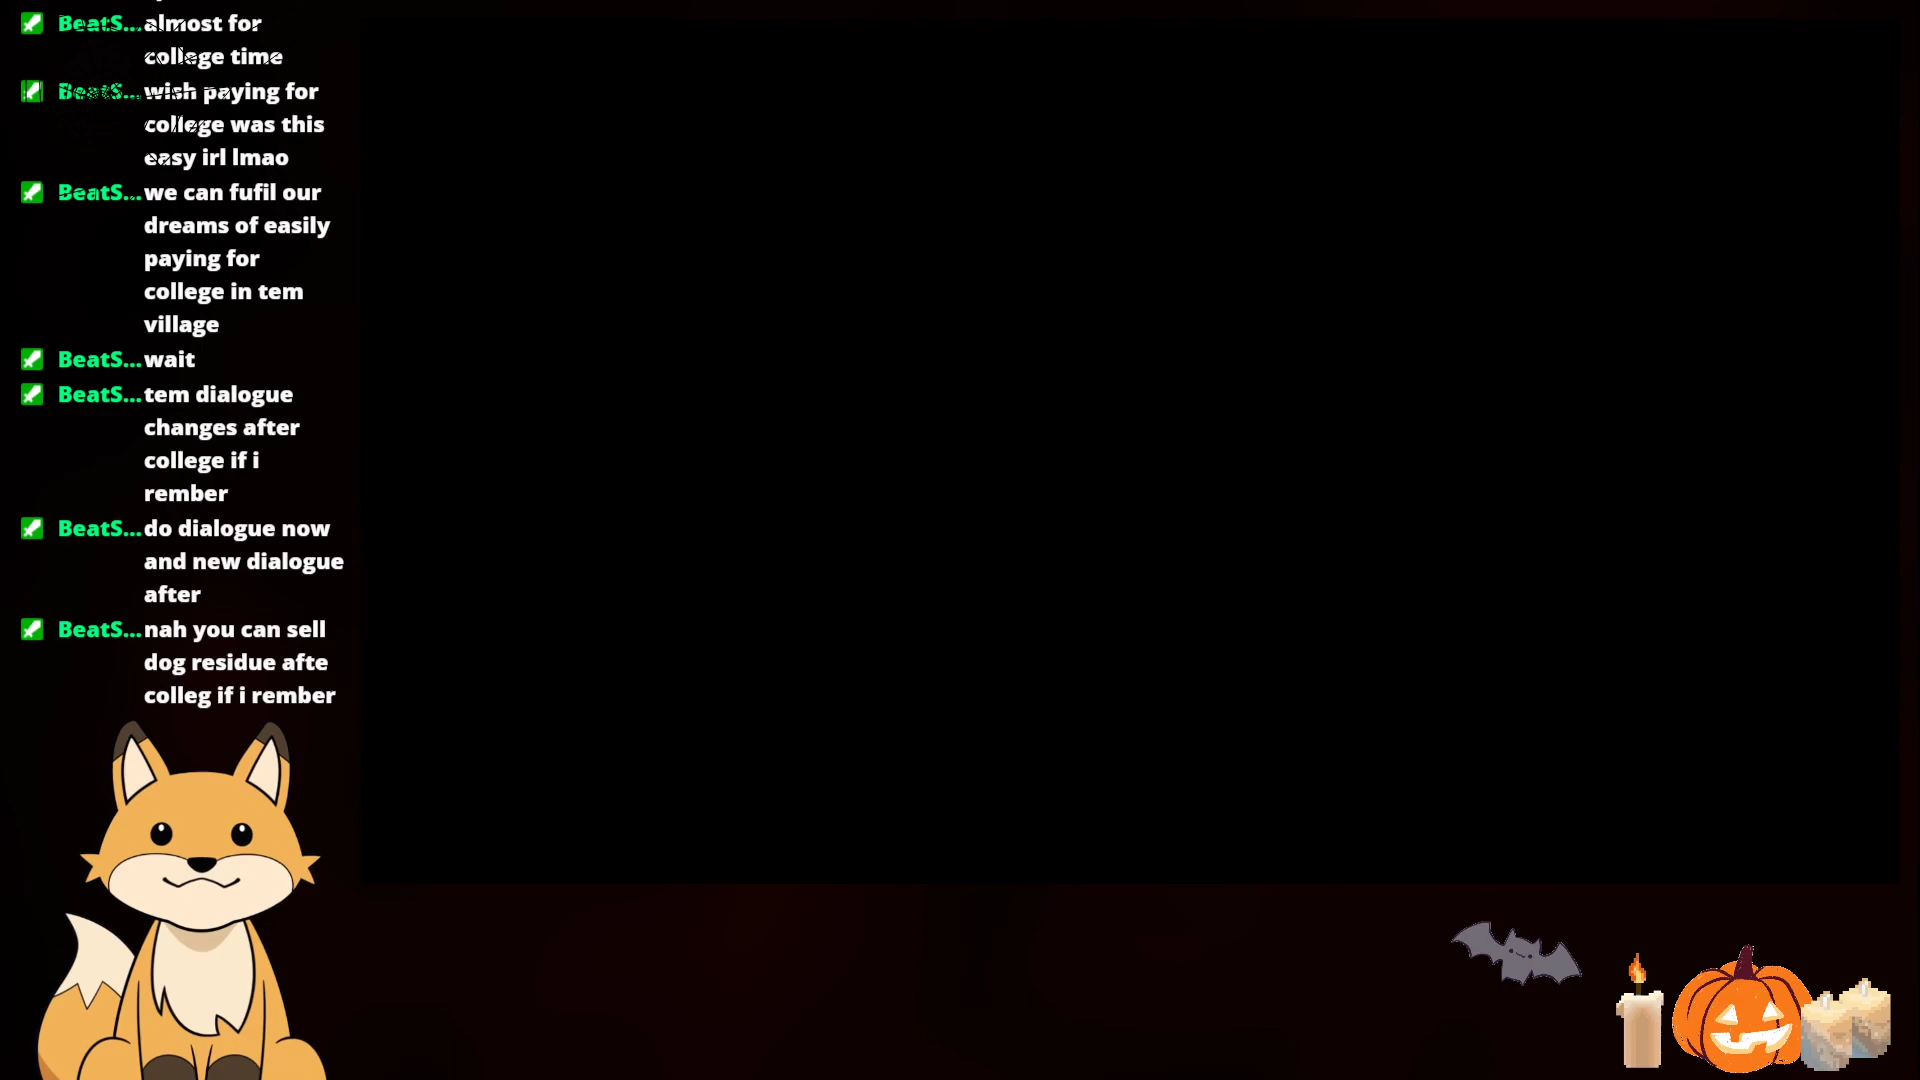 BeatS... almost for
college time
BeatS... wish paying for
college was this
easy irl lmao
BeatS... we can fufil our
dreams of easily
paying for
college in tem
village
BeatS... wait
BeatS... tem dialogue
changes after
college if i
rember
BeatS... do dialogue now
and new dialogue
after
BeatS... nah you can sell
dog residue afte
colleg if i rember